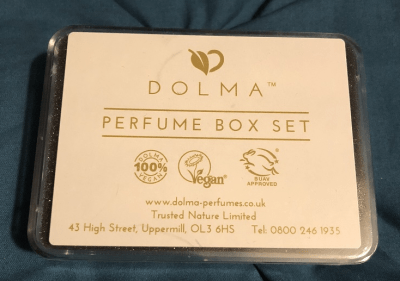 DOLMA™
PERFUME BOX SET
DOLMA 100% VEGAN
Vegan®
BUAV APPROVED
www.dolma-perfumes.co.uk
Trusted Nature Limited
43 High Street, Uppermill, OL3 6HS Tel: 0800 246 1935